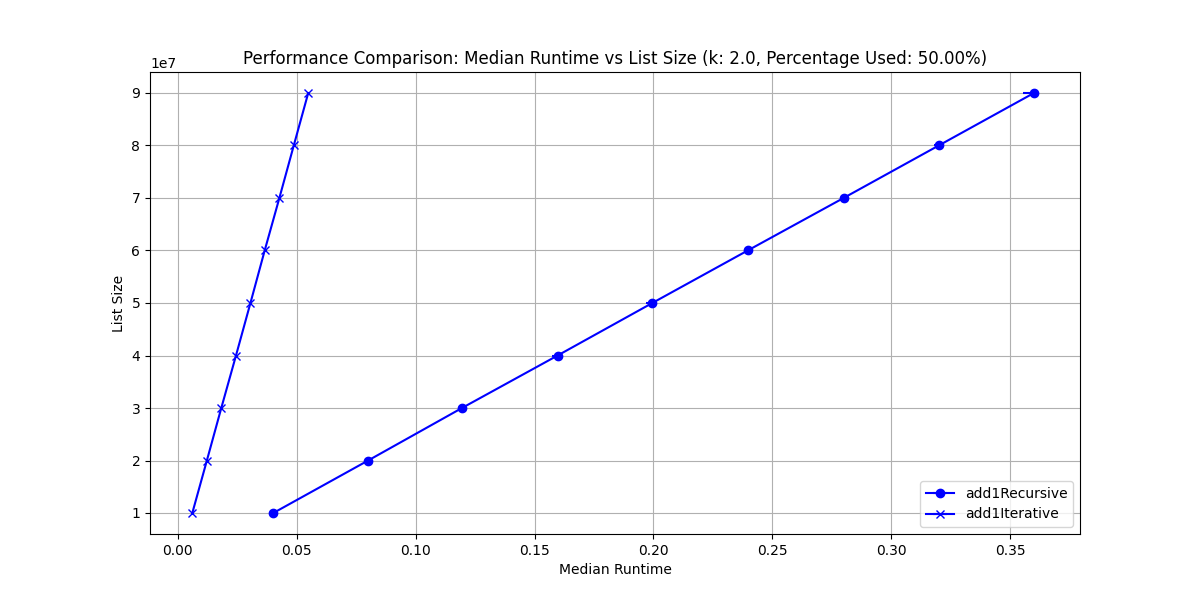 Performance Comparison: Median Runtime vs List Size (k: 2.0, Percentage Used: 50.00%)
1e7
9
8
7
6
5
4
3
2
1
List Size
add1Recursive
add1Iterative
0.00 0.05 0.10 0.15 0.20 0.25 0.30 0.35
Median Runtime